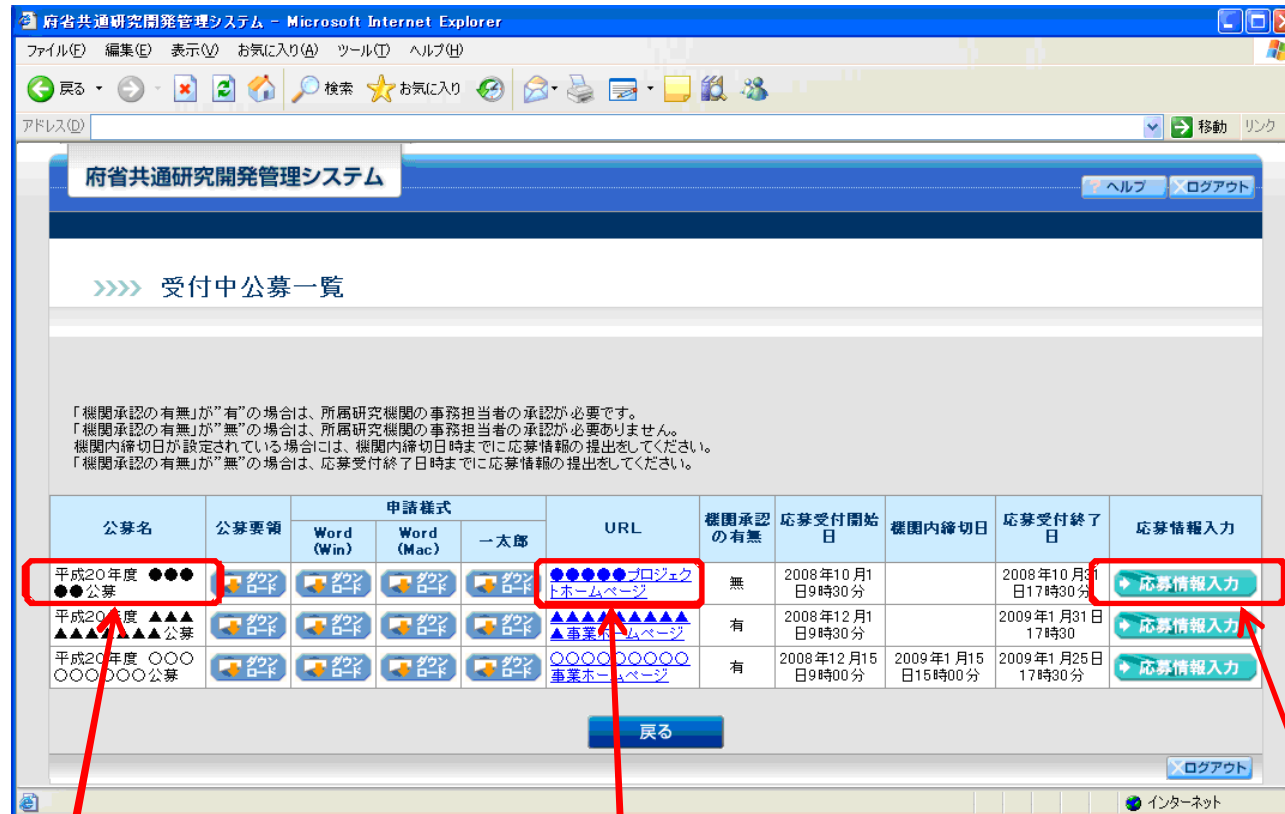 府省共通研究開発管理システム - Microsoft Internet Explorer
ファイル(F) 編集(E) 表示(V) お気に入り(A) ツール(T) ヘルプ(H)
戻る 検索 お気に入り
アドレス(D) 移動 リンク
府省共通研究開発管理システム
ヘルプ ログアウト
»» 受付中公募一覧
「機関承認の有無」が”有”の場合は、所属研究機関の事務担当者の承認が必要です。
「機関承認の有無」が”無”の場合は、所属研究機関の事務担当者の承認が必要ありません。
機関内締切日が設定されている場合には、機関内締切日時までに応募情報の提出をしてください。
「機関承認の有無」が”無”の場合は、応募受付終了日時までに応募情報の提出をしてください。
公募名 公募要領 申請様式 URL 機関承認の有無 応募受付開始日 機関内締切日 応募受付終了日 応募情報入力
Word (Win) Word (Mac) 一太郎
平成20年度 ●●●●●公募 ダウンロード ダウンロード ダウンロード ダウンロード ●●●●●プロジェクトホームページ 無 2008年10月1日9時30分 2008年10月31日17時30分 応募情報入力
平成20年度 ▲▲▲▲▲▲▲▲▲▲公募 ダウンロード ダウンロード ダウンロード ダウンロード ▲▲▲▲▲▲▲▲▲▲事業ホームページ 有 2008年12月1日9時30分 2009年1月31日17時30 応募情報入力
平成20年度 ○○○○○○○○○公募 ダウンロード ダウンロード ダウンロード ダウンロード ○○○○○○○○○事業ホームページ 有 2008年12月15日9時00分 2009年1月15日15時00分 2009年1月25日17時30分 応募情報入力
戻る
ログアウト
インターネット